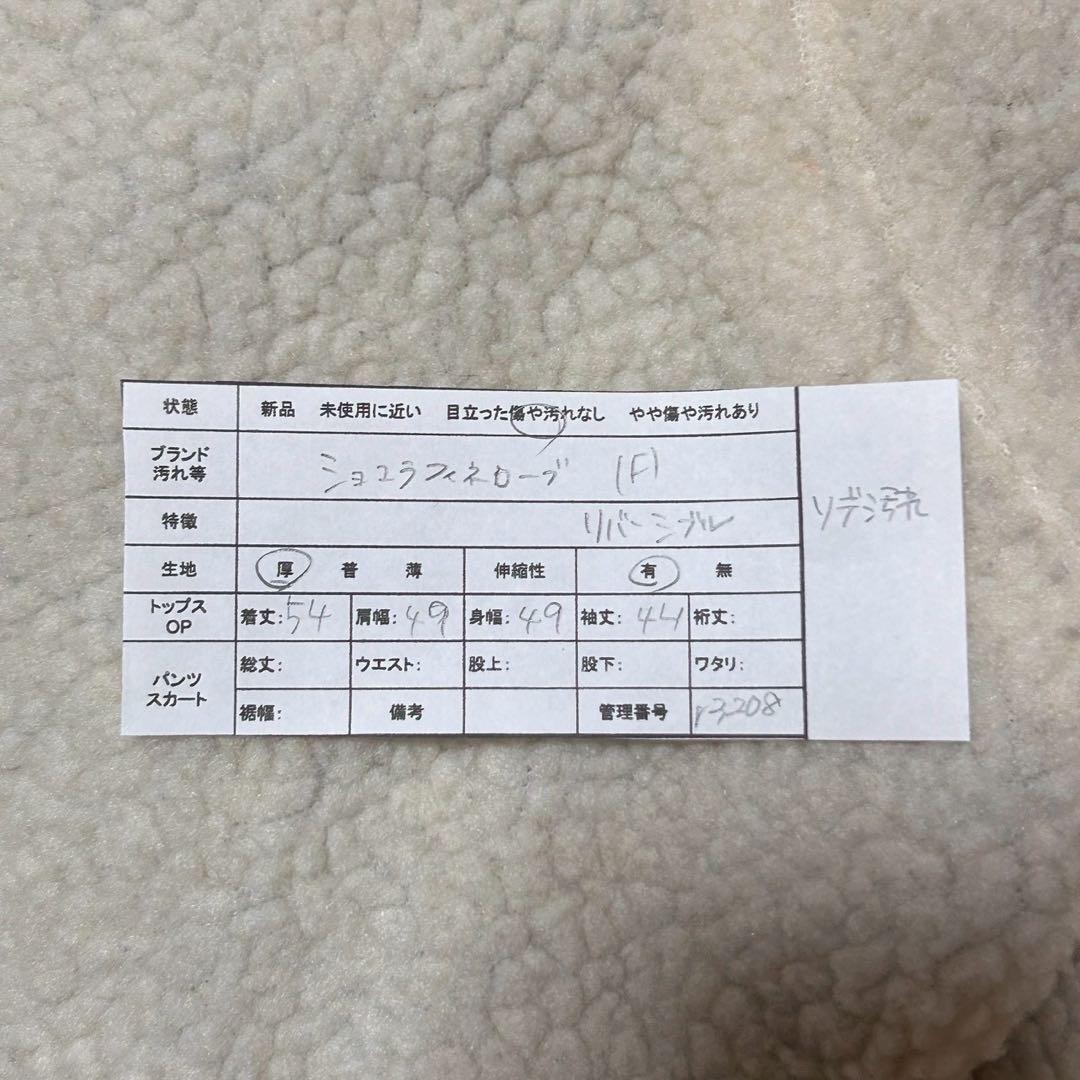 状態 新品 未使用に近い 目立った傷や汚れなし やや傷や汚れあり
ブランド
汚れ等
ショコラフィネローブ (F)
特徴 リバーシブル
ソデ汚れ
生地 厚 普 薄 伸縮性 有 無
トップス
OP
着丈:54 肩幅:49 身幅:49 袖丈:44 裄丈:
パンツ
スカート
総丈: ウエスト: 股上: 股下: ワタリ:
裾幅: 備考 管理番号 r3,208